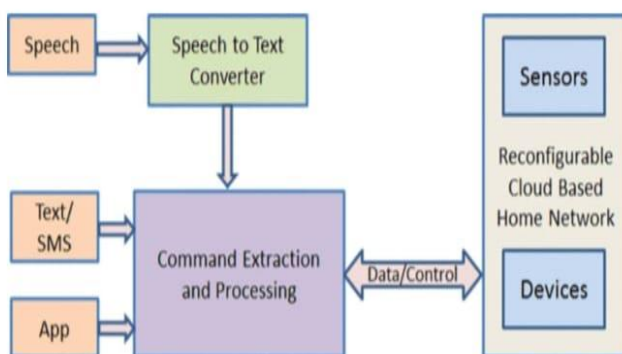 Speech
Speech to Text
Converter
Sensors
Reconfigurable
Cloud Based
Home Network
Text/
SMS
Command Extraction
and Processing
Data/Control
Devices
App